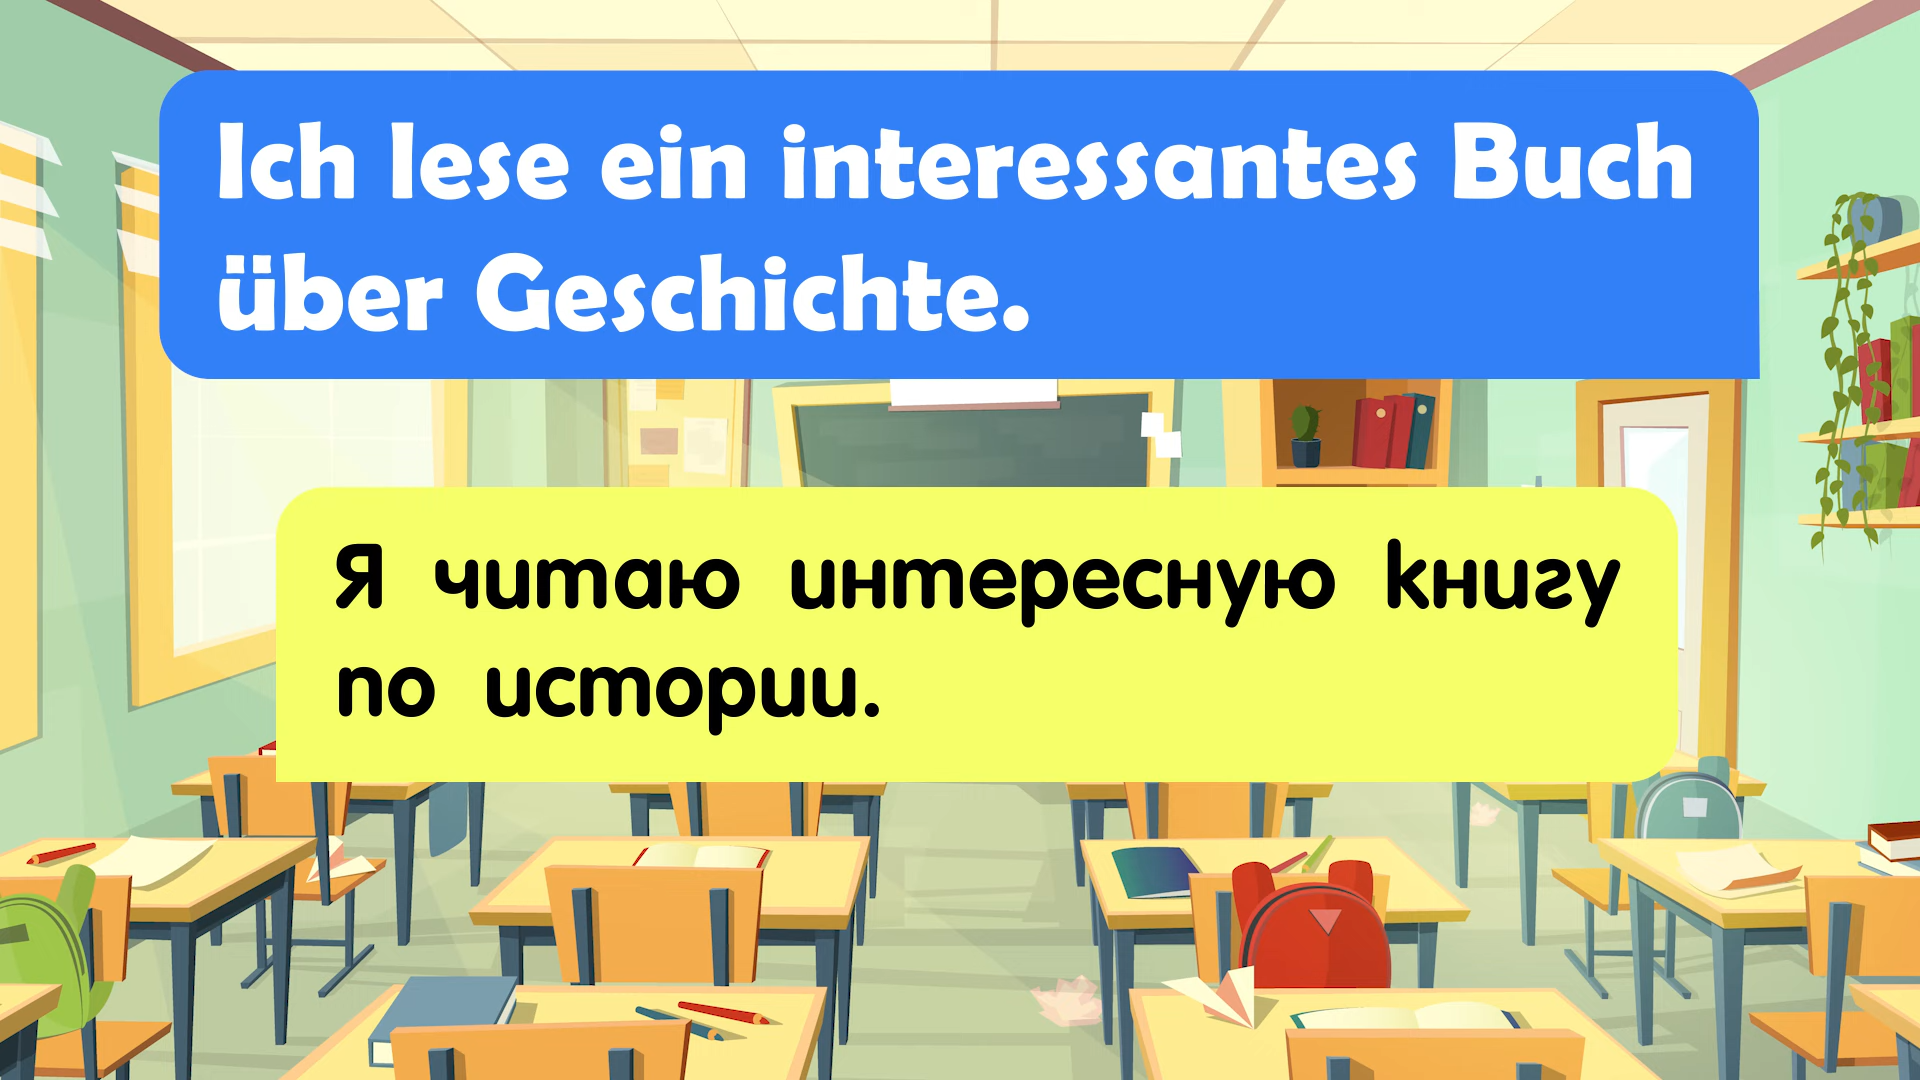 Ich lese ein interessantes Buch
über Geschichte.
Я читаю интересную книгу
по истории.